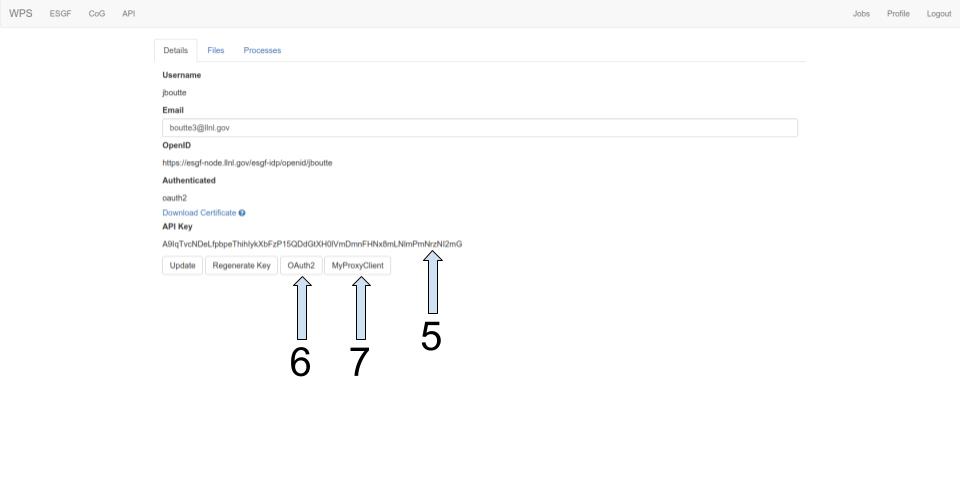 WPS ESGF CoG API Jobs Profile Logout
Details Files Processes
Username
jboutte
Email
boutte3@llnl.gov
OpenID
https://esgf-node.llnl.gov/esgf-idp/openid/jboutte
Authenticated
oauth2
Download Certificate
API Key
Update Regenerate Key OAuth2 MyProxyClient
5
6 7